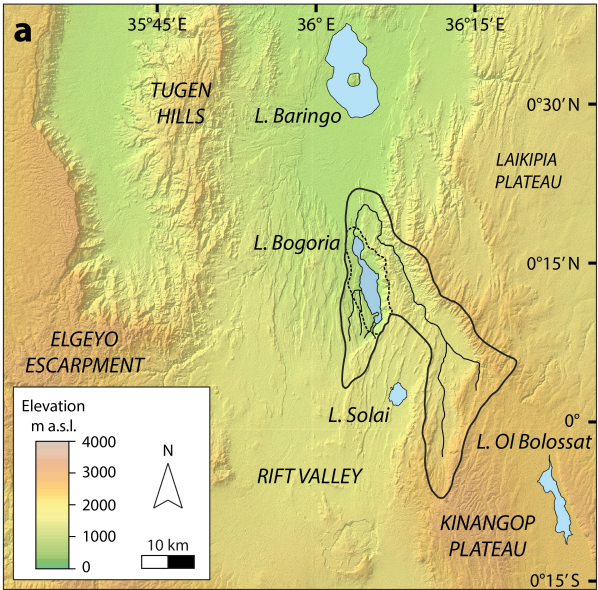 a
35°45' E
36° E
36°15' E
TUGEN
HILLS
L. Baringo
0°30' N
LAIKIPIA
PLATEAU
L. Bogoria
0°15' N
ELGEYO
ESCARPMENT
L. Solai
0°
L. Ol Bolossat
RIFT VALLEY
KINANGOP
PLATEAU
0°15' S
Elevation
m a.s.l.
4000
3000
2000
1000
0
N
10 km